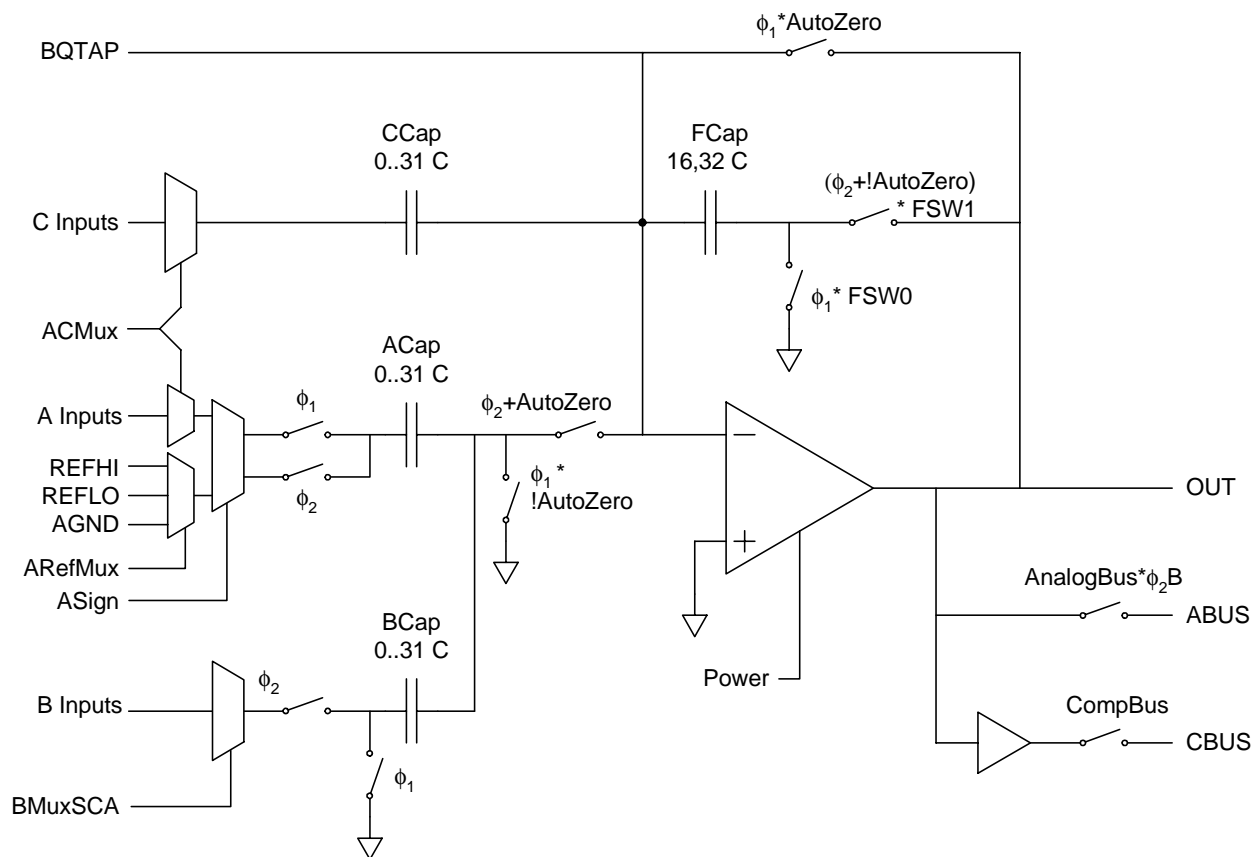 ϕ1*AutoZero
BQTAP
CCap
0..31 C
FCap
16,32 C
(ϕ2+!AutoZero)
* FSW1
C Inputs
ϕ1* FSW0
ACMux
ACap
0..31 C
A Inputs
ϕ1
ϕ2+AutoZero
REFHI
REFLO
AGND
ϕ2
ϕ1 *
!AutoZero
−
+
OUT
ARefMux
ASign
AnalogBus*ϕ2B
ABUS
BCap
0..31 C
Power
B Inputs
ϕ2
CompBus
CBUS
ϕ1
BMuxSCA